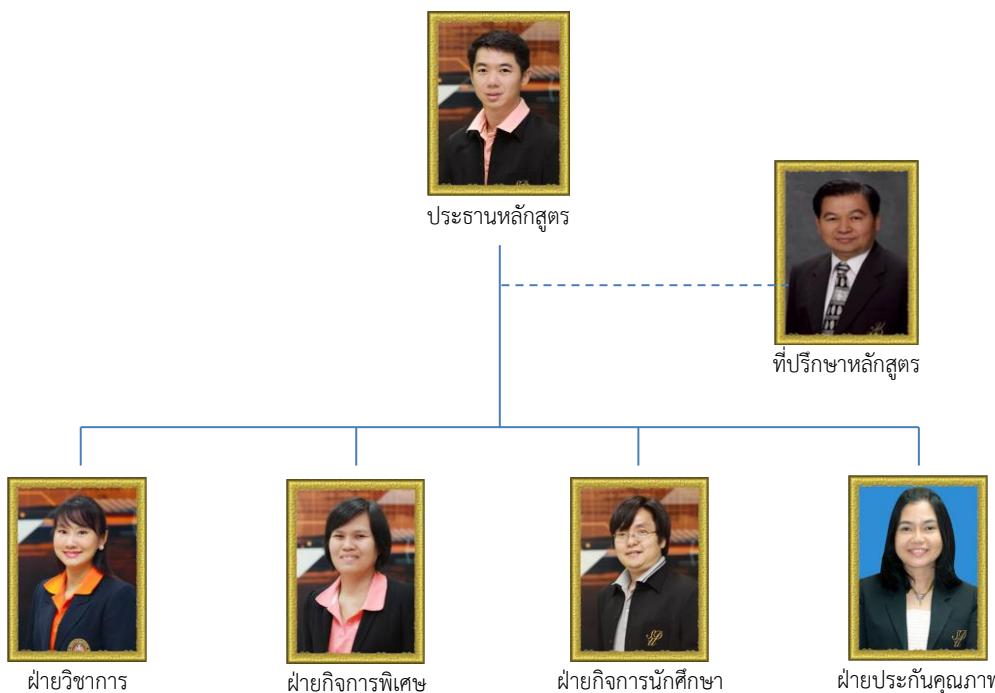 ประธานหลักสูตร
ที่ปรึกษาหลักสูตร
ฝ่ายวิชาการ
ฝ่ายกิจการพิเศษ
ฝ่ายกิจการนักศึกษา
ฝ่ายประกันคุณภาพ